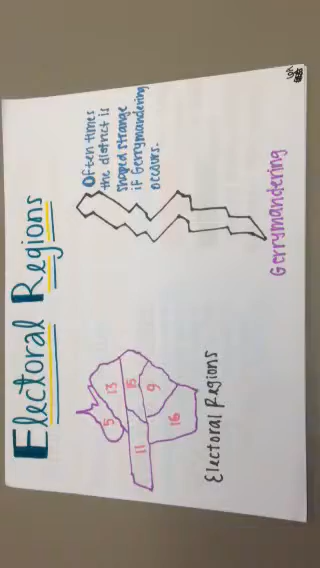 Electoral Regions
Often times
the district is
shaped strange
if Gerrymandering
occurs.
5
13
11
15
9
16
Electoral Regions
Gerrymandering